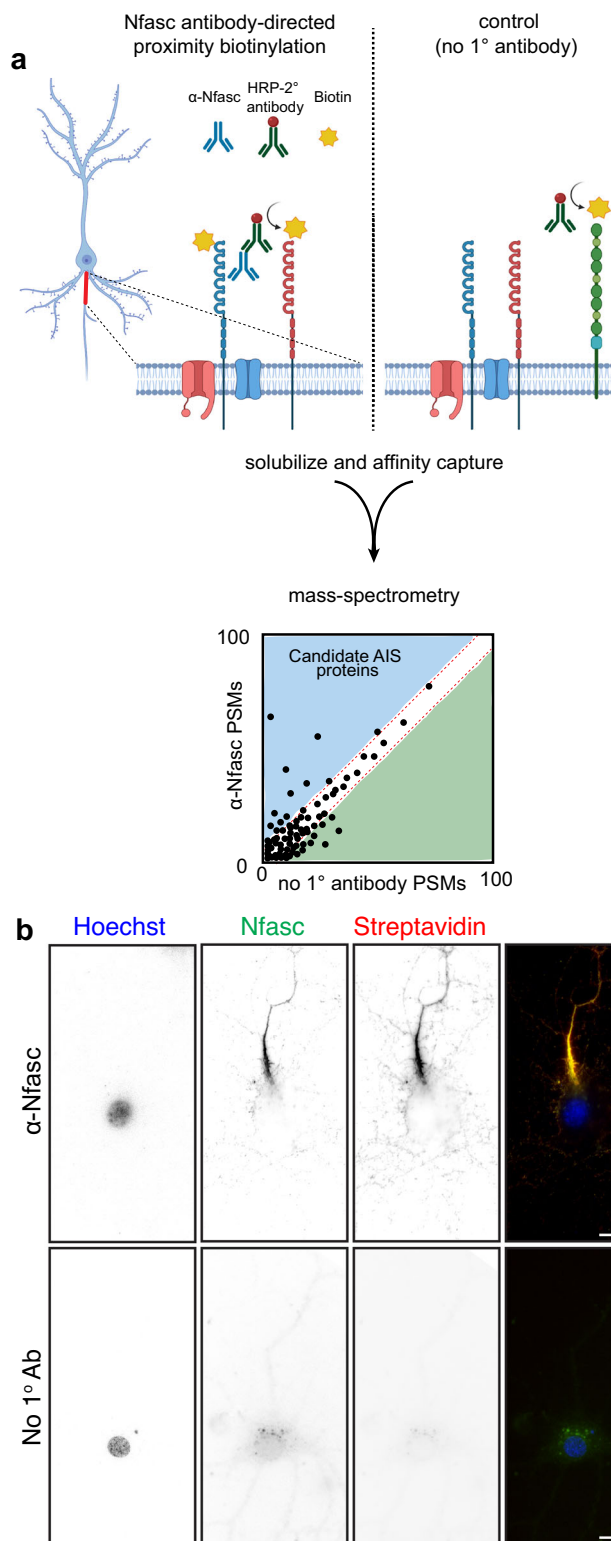 Nfasc antibody-directed
proximity biotinylation
control
(no 1° antibody)
a
α-Nfasc
HRP-2°
antibody
Biotin
solubilize and affinity capture
mass-spectrometry
100
Candidate AIS
proteins
α-Nfasc PSMs
0
0
no 1° antibody PSMs
100
b
Hoechst
Nfasc
Streptavidin
α-Nfasc
No 1° Ab